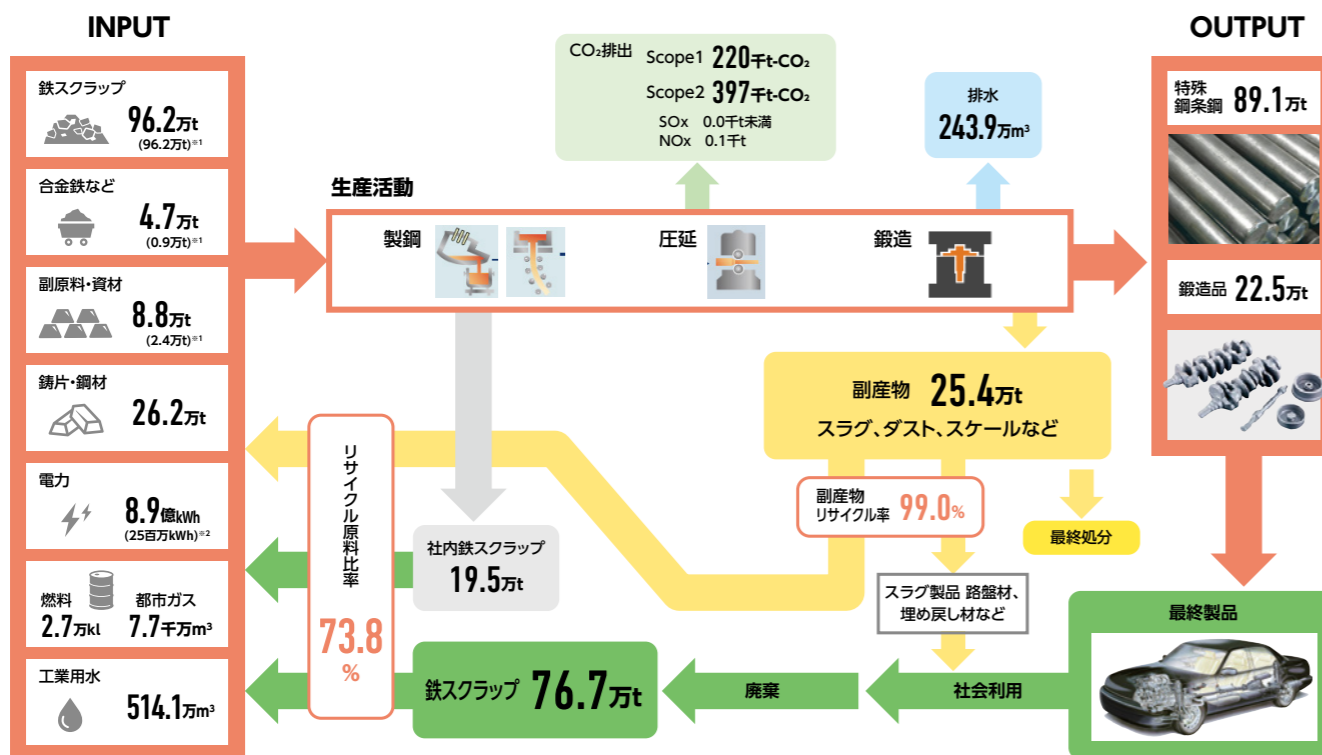 INPUT
鉄スクラップ
96.2万t
(96.2万t)※1
合金鉄など
4.7万t
(0.9万t)※1
副原料・資材
8.8万t
(2.4万t)※1
鋳片・鋼材
26.2万t
電力
8.9億kWh
(25百万kWh)※2
燃料
2.7万kl
都市ガス
7.7千万m³
工業用水
514.1万m³
CO₂排出
Scope1 220千t-CO₂
Scope2 397千t-CO₂
SOx 0.0千t未満
NOx 0.1千t
排水
243.9万m³
生産活動
製鋼
圧延
鍛造
OUTPUT
特殊
鋼条鋼
89.1万t
鍛造品 22.5万t
副産物 25.4万t
スラグ、ダスト、スケールなど
副産物
リサイクル率
99.0%
最終処分
スラグ製品 路盤材、
埋め戻し材など
リサイクル原料比率
73.8
%
社内鉄スクラップ
19.5万t
鉄スクラップ 76.7万t
廃棄
社会利用
最終製品